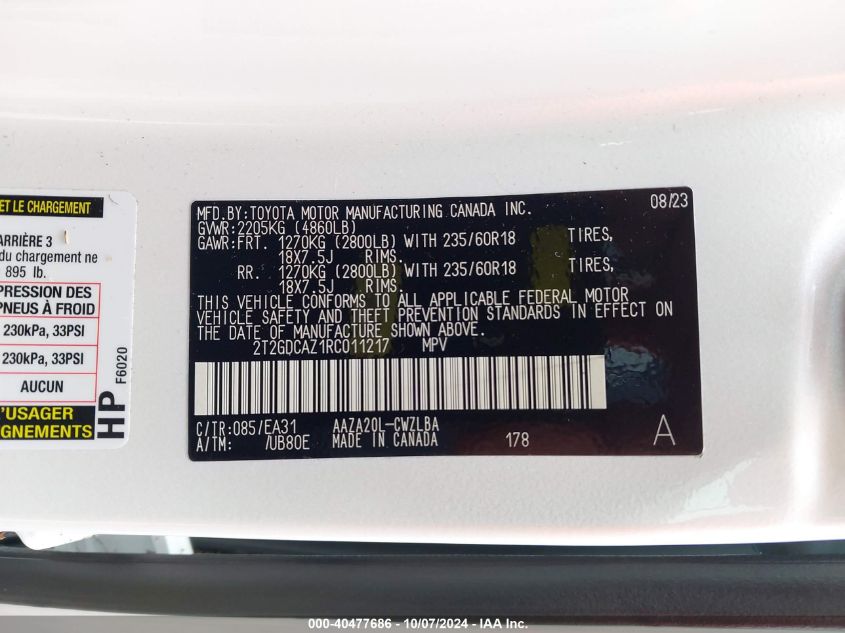 ET LE CHARGEMENT
ARRIÈRE 3
du chargement ne
895 lb.
PRESSION DES
PNEUS À FROID
230kPa, 33PSI
230kPa, 33PSI
AUCUN
L'USAGER
GNEMENTS
HP
F6020
MFD.BY:TOYOTA MOTOR MANUFACTURING CANADA INC. 08/23
GVWR:2205KG (4860LB)
GAWR:FRT. 1270KG (2800LB) WITH 235/60R18 TIRES,
18X7.5J RIMS.
RR. 1270KG (2800LB) WITH 235/60R18 TIRES,
18X7.5J RIMS.
THIS VEHICLE CONFORMS TO ALL APPLICABLE FEDERAL MOTOR
VEHICLE SAFETY AND THEFT PREVENTION STANDARDS IN EFFECT ON
THE DATE OF MANUFACTURE SHOWN ABOVE.
2T2GDCAZ1RC011217 MPV
C/TR:085/EA31 AAZA20L-CWZLBA
A/TM: /UB80E MADE IN CANADA 178 A
000-40477686 - 10/07/2024 - IAA Inc.